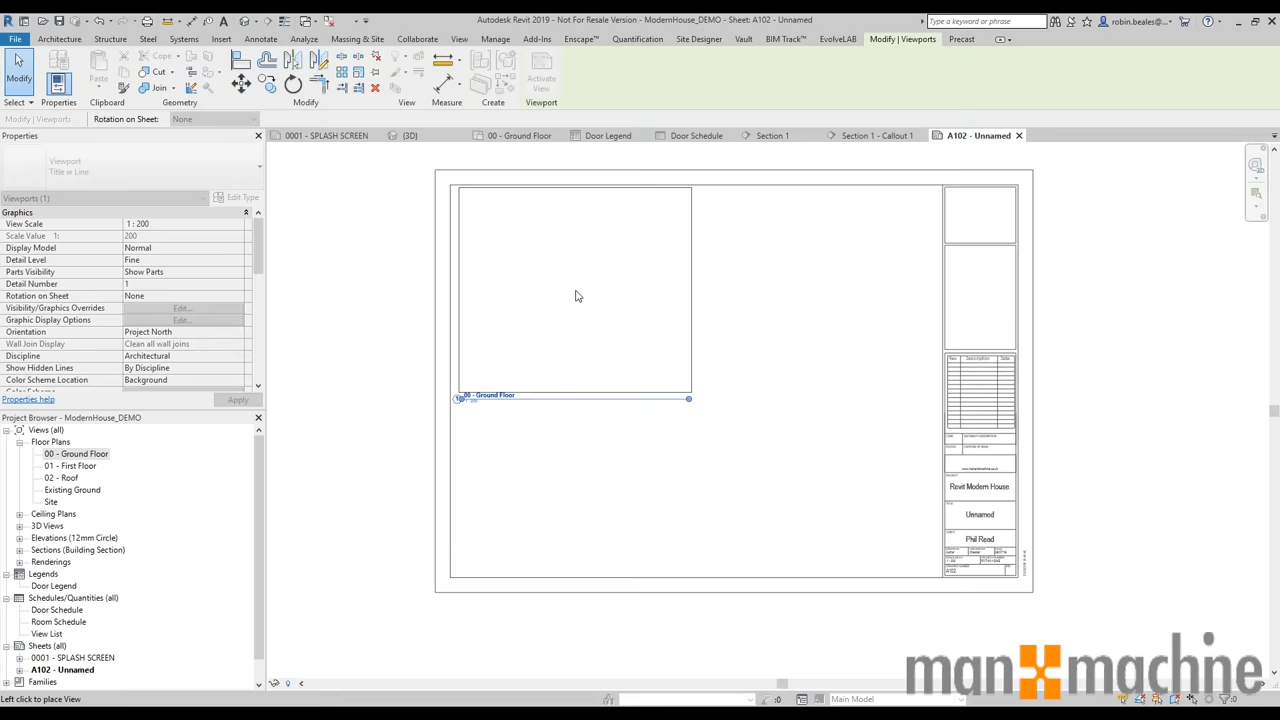 Autodesk Revit 2019 - Not For Resale Version - ModernHouse_DEMO - Sheet: A102 - Unnamed
Type a keyword or phrase
robin.beales@...
File Architecture Structure Steel Systems Insert Annotate Analyze Massing & Site Collaborate View Manage Add-Ins Enscape™ Quantification Site Designer Vault BIM Track™ EvolveLAB Modify | Viewports Precast
Cope
Cut
Join
Modify Properties Paste Activate View
Select Properties Clipboard Geometry Modify View Measure Create Viewport
Modify | Viewports Rotation on Sheet: None
Properties
0001 - SPLASH SCREEN {3D} 00 - Ground Floor Door Legend Door Schedule Section 1 Section 1 - Callout 1 A102 - Unnamed
Viewport
Title w Line
Viewports (1) Edit Type
Graphics
View Scale 1 : 200
Scale Value 1: 200
Display Model Normal
Detail Level Fine
Parts Visibility Show Parts
Detail Number 1
Rotation on Sheet None
Visibility/Graphics Overrides Edit...
Graphic Display Options Edit...
Orientation Project North
Wall Join Display Clean all wall joins
Discipline Architectural
Show Hidden Lines By Discipline
Color Scheme Location Background
Properties help Apply
Project Browser - ModernHouse_DEMO
Views (all)
Floor Plans
00 - Ground Floor
01 - First Floor
02 - Roof
Existing Ground
Site
Ceiling Plans
3D Views
Elevations (12mm Circle)
Sections (Building Section)
Renderings
Legends
Door Legend
Schedules/Quantities (all)
Door Schedule
Room Schedule
View List
Sheets (all)
0001 - SPLASH SCREEN
A102 - Unnamed
Families
00 - Ground Floor
1 : 200
Rev Description Date
Revit Modern House
Unnamed
Phil Read
A102
Left click to place View
:0 Main Model :0
man machine